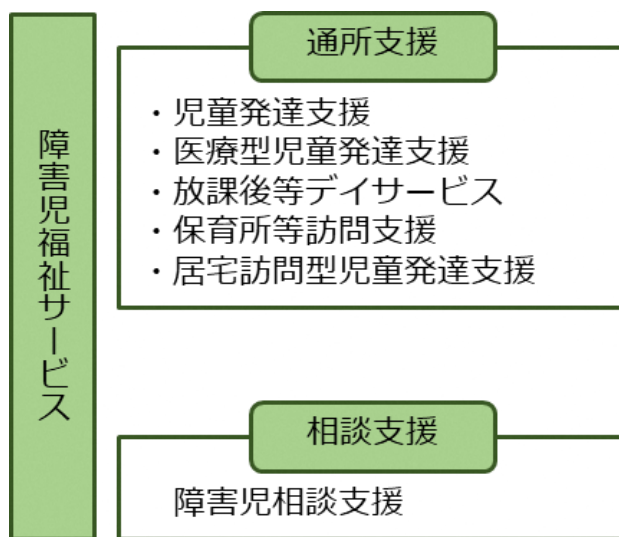 障害児福祉サービス
通所支援
・児童発達支援
・医療型児童発達支援
・放課後等デイサービス
・保育所等訪問支援
・居宅訪問型児童発達支援
相談支援
障害児相談支援